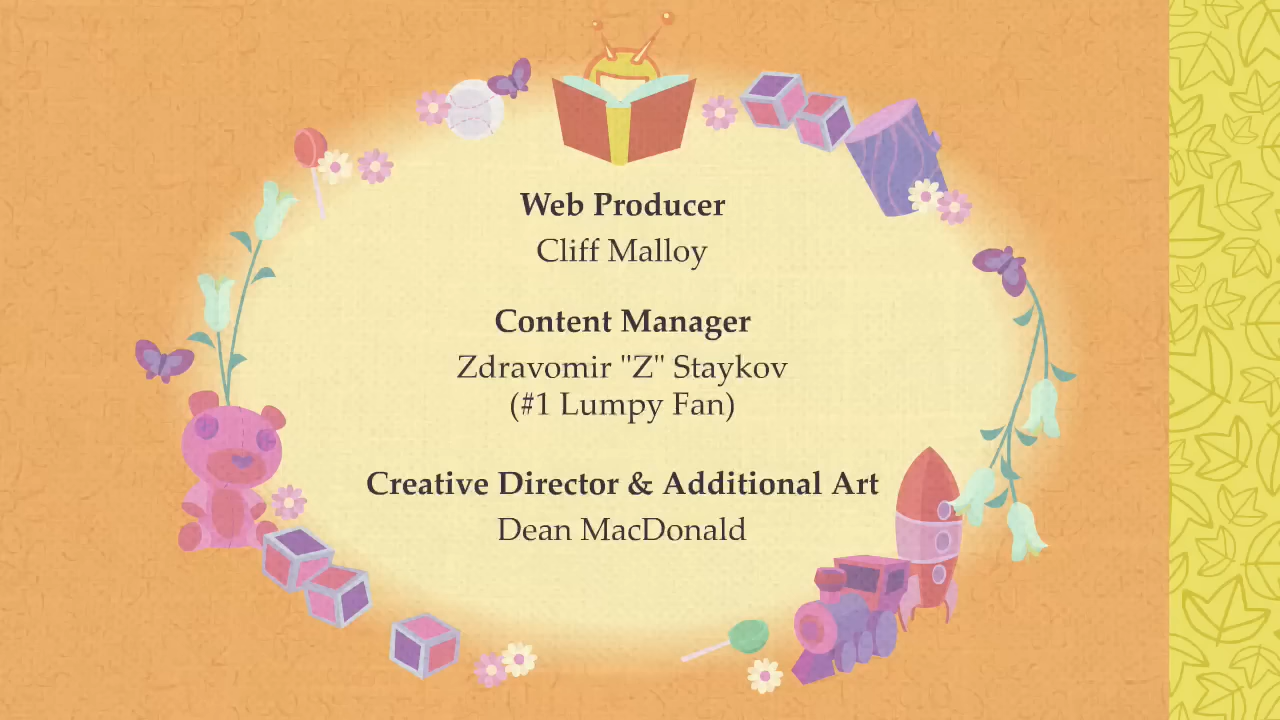 Web Producer
Cliff Malloy
Content Manager
Zdravomir "Z" Staykov
(#1 Lumpy Fan)
Creative Director & Additional Art
Dean MacDonald